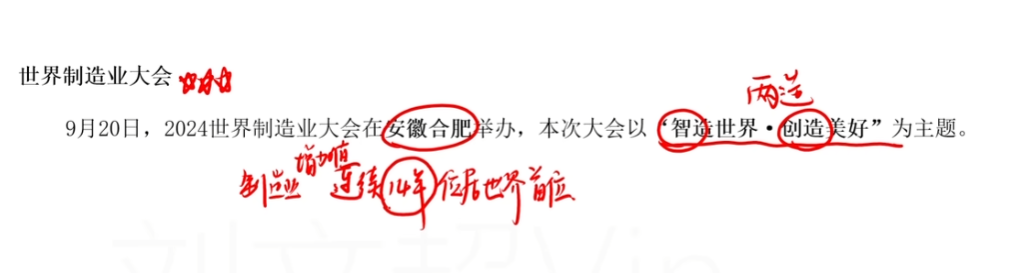 世界制造业大会
两造
9月20日，2024世界制造业大会在安徽合肥举办，本次大会以“智造世界·创造美好”为主题。
增加值
制造业 连续14年位居世界首位